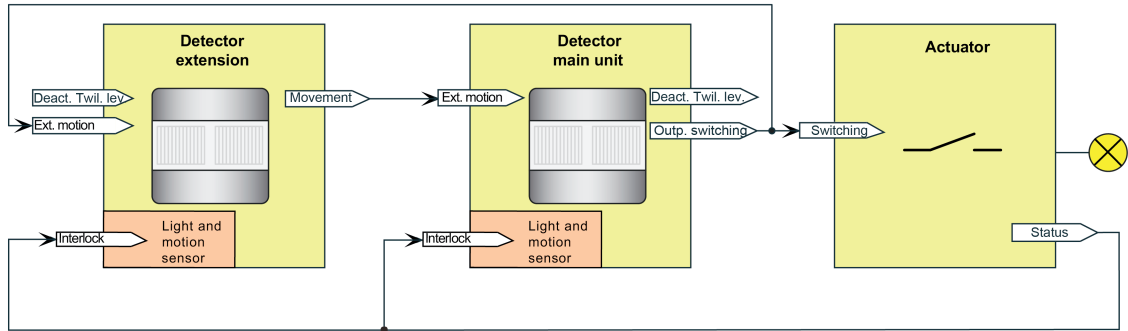 Detector
extension
Deact. Twil. lev
Ext. motion
Movement
Interlock
Light and
motion
sensor
Detector
main unit
Ext. motion
Deact. Twil. lev.
Outp. switching
Interlock
Light and
motion
sensor
Actuator
Switching
Status